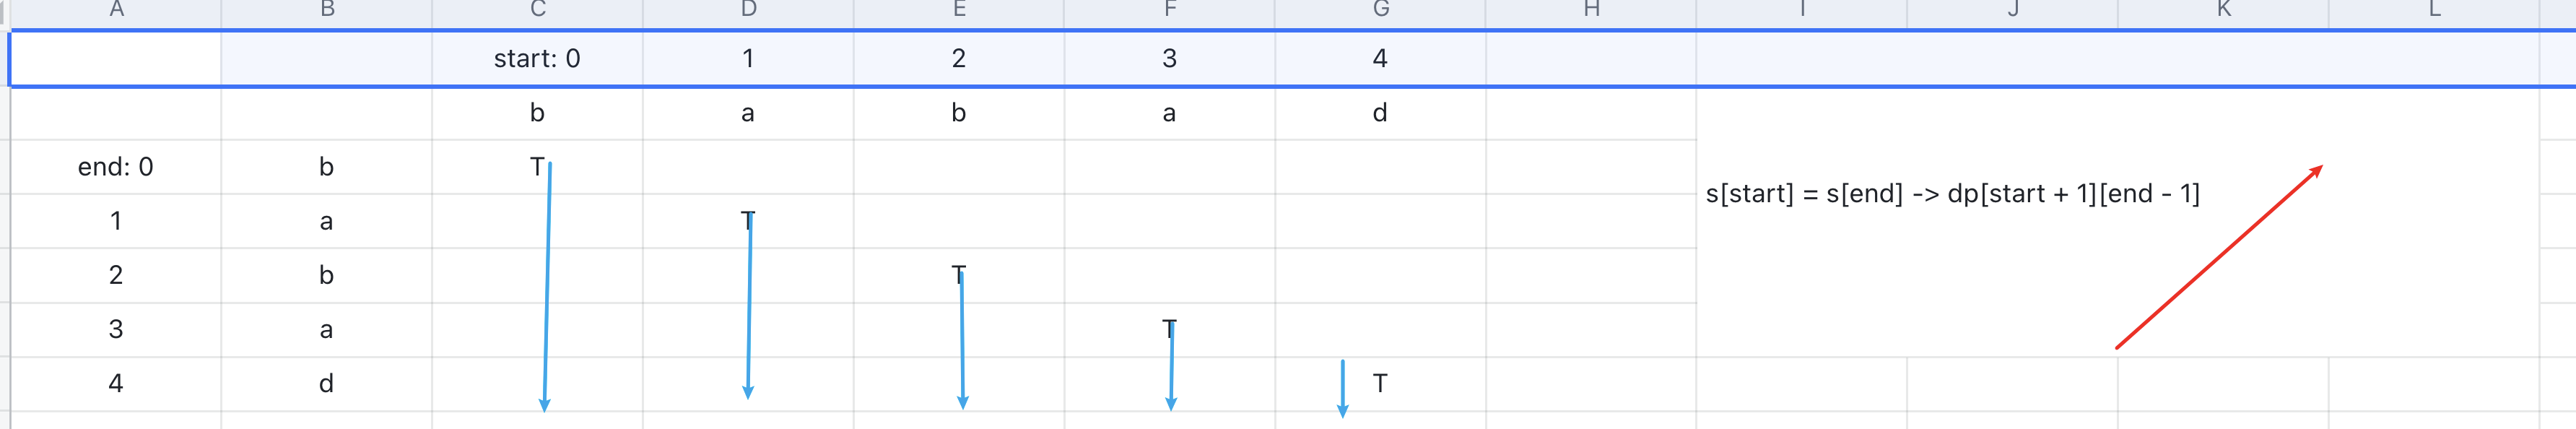 A B C D E F G H I J K L
start: 0 1 2 3 4
b a b a d
end: 0 b T
s[start] = s[end] -> dp[start + 1][end - 1]
1 a T
2 b T
3 a T
4 d T